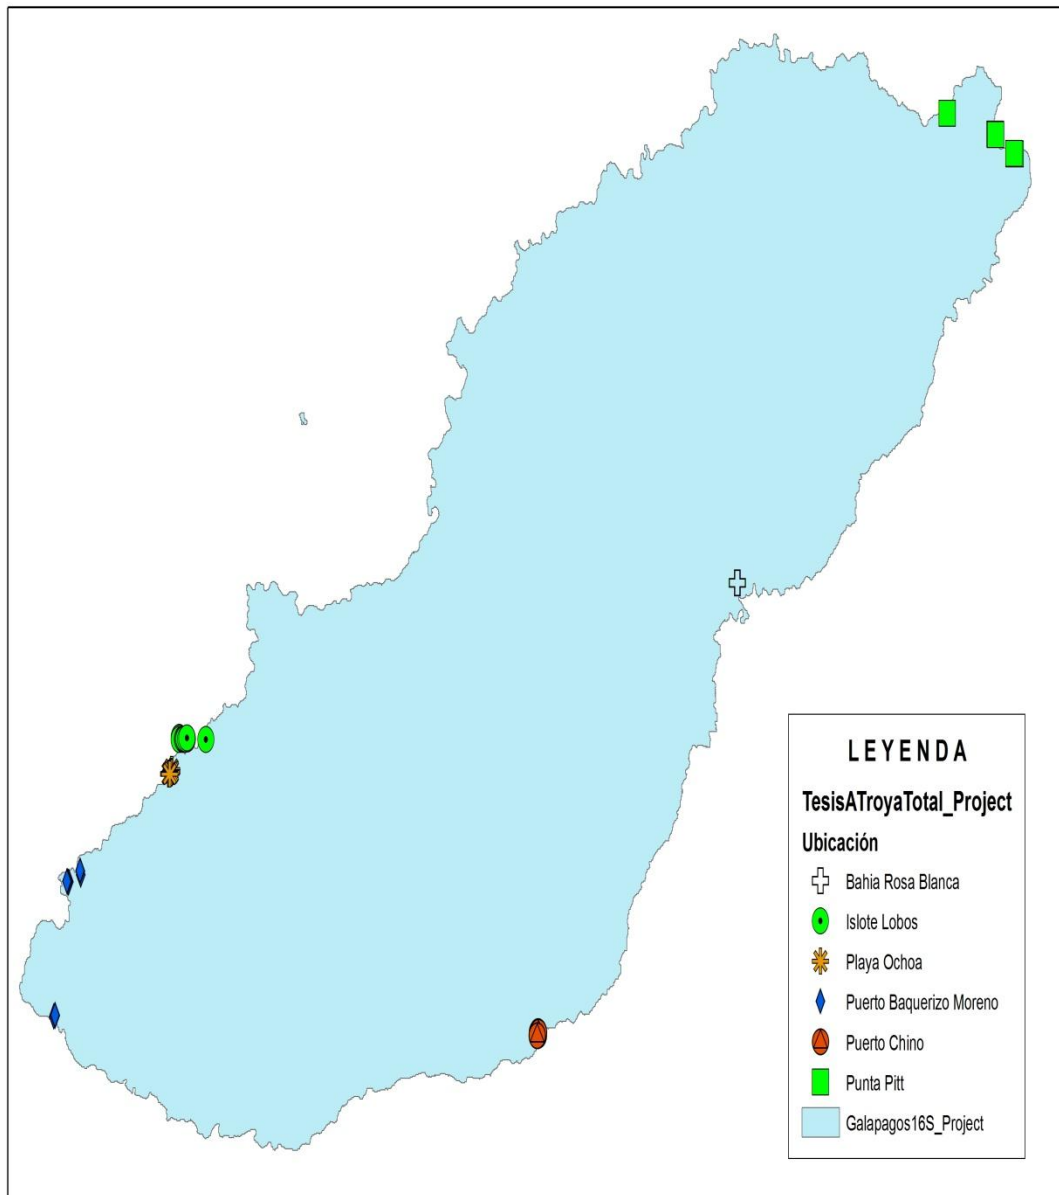 LEYENDA
TesisATroyaTotal_Project
Ubicación
Bahia Rosa Blanca
Islote Lobos
Playa Ochoa
Puerto Baquerizo Moreno
Puerto Chino
Punta Pitt
Galapagos16S_Project